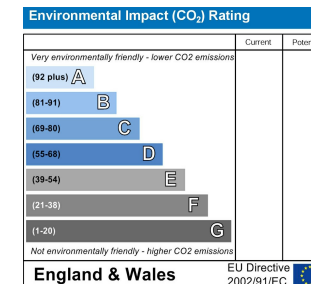 Environmental Impact (CO₂) Rating
Current Poten
Very environmentally friendly - lower CO2 emissions
(92 plus) A
(81-91) B
(69-80) C
(55-68) D
(39-54) E
(21-38) F
(1-20) G
Not environmentally friendly - higher CO2 emissions
England & Wales
EU Directive
2002/91/EC